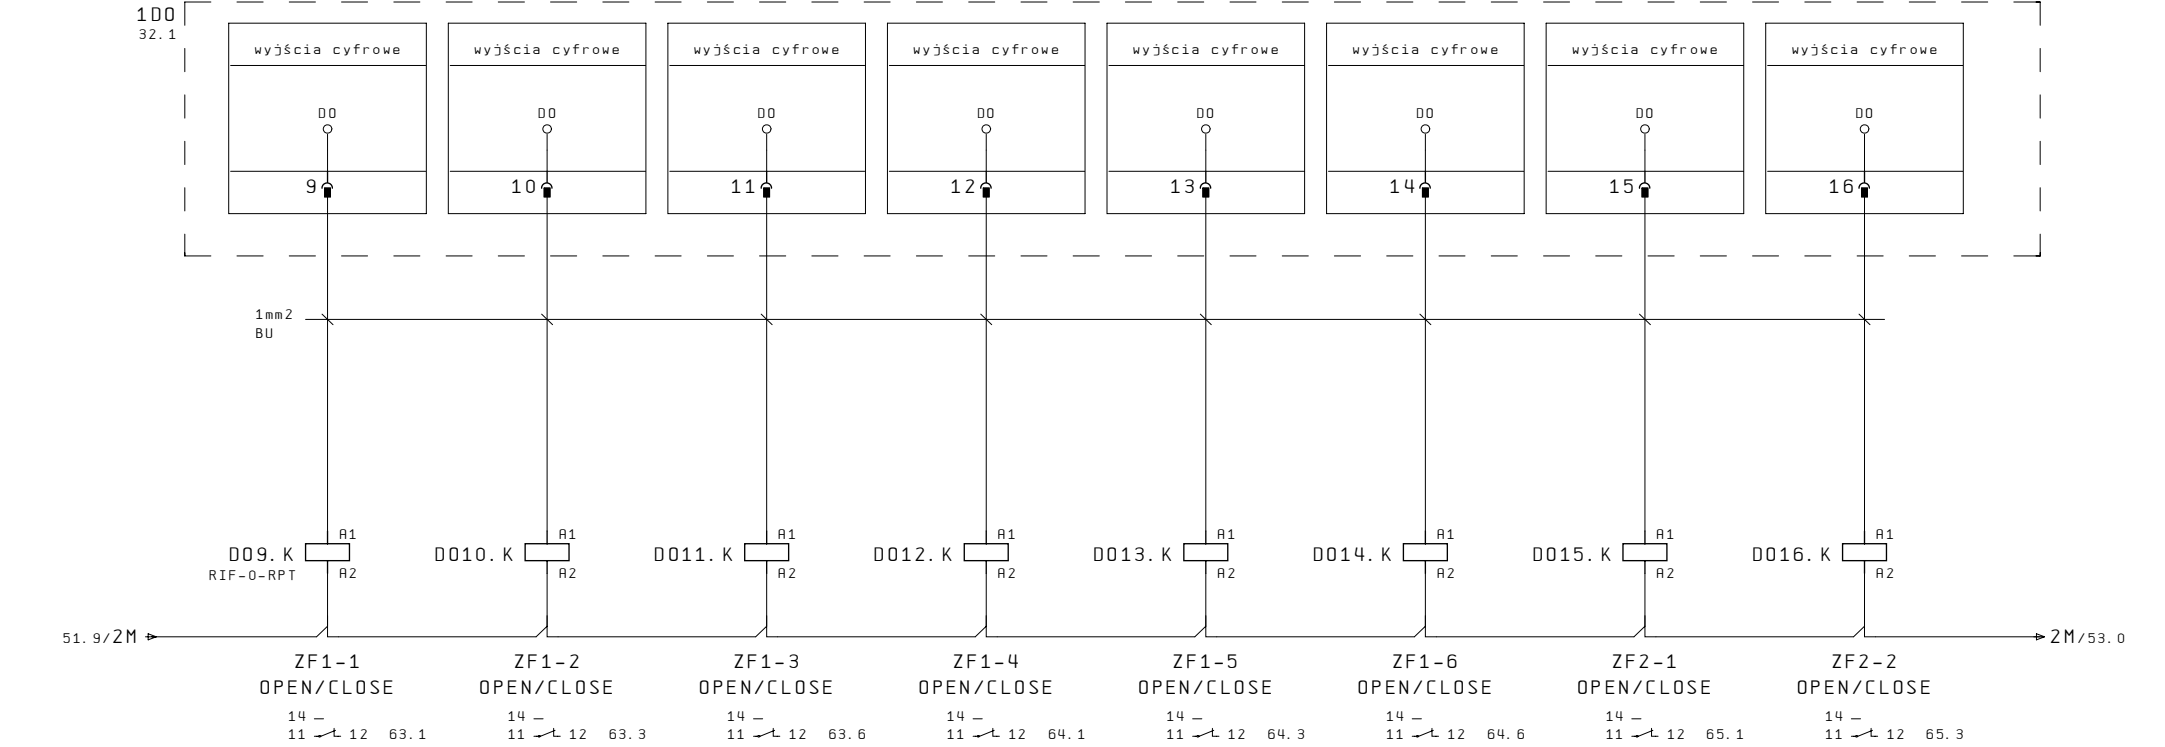 1DO
32.1
wyjścia cyfrowe wyjścia cyfrowe wyjścia cyfrowe wyjścia cyfrowe wyjścia cyfrowe wyjścia cyfrowe wyjścia cyfrowe wyjścia cyfrowe
DO DO DO DO DO DO DO DO
9 10 11 12 13 14 15 16
1mm2
BU
A1 A1 A1 A1 A1 A1 A1 A1
DO9.K DO10.K DO11.K DO12.K DO13.K DO14.K DO15.K DO16.K
RIF-0-RPT A2 A2 A2 A2 A2 A2 A2 A2
51.9/2M 2M/53.0
ZF1-1 ZF1-2 ZF1-3 ZF1-4 ZF1-5 ZF1-6 ZF2-1 ZF2-2
OPEN/CLOSE OPEN/CLOSE OPEN/CLOSE OPEN/CLOSE OPEN/CLOSE OPEN/CLOSE OPEN/CLOSE OPEN/CLOSE
14 14 14 14 14 14 14 14
11 12 63.1 11 12 63.3 11 12 63.6 11 12 64.1 11 12 64.3 11 12 64.6 11 12 65.1 11 12 65.3